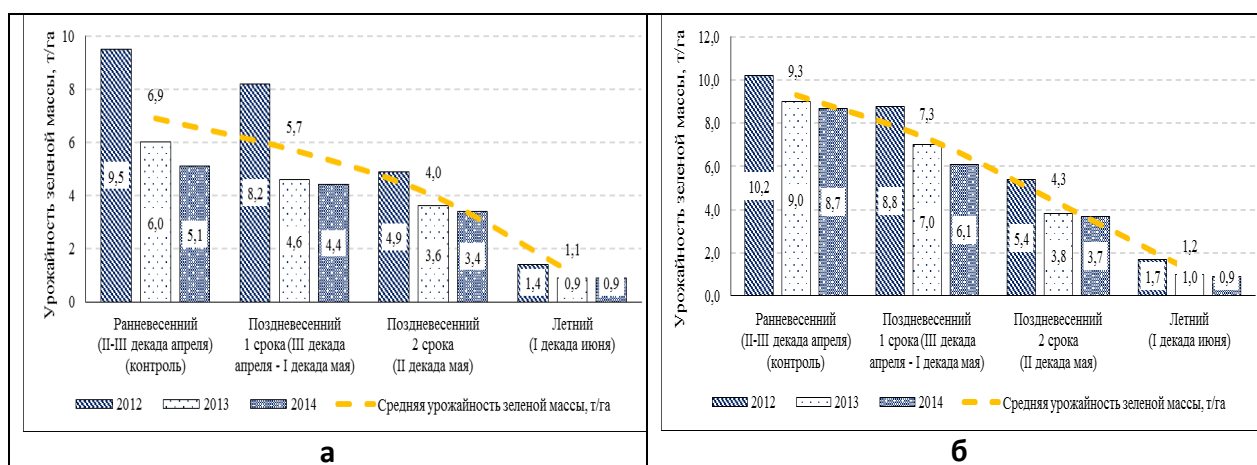 Урожайность зеленой массы, т/га
10
8
6
4
2
0
6,9
5,7
4,0
1,1
9,5
6,0
5,1
8,2
4,6
4,4
4,9
3,6
3,4
1,4
0,9
0,9
Ранневесенний
(II-III декада апреля)
(контроль)
Поздневесенний
1 срока (III декада
апреля - I декада мая)
Поздневесенний
2 срока
(II декада мая)
Летний
(I декада июня)
2012
2013
2014
Средняя урожайность зеленой массы, т/га
а
Урожайность зеленой массы, т/га
12,0
10,0
8,0
6,0
4,0
2,0
0,0
9,3
7,3
4,3
1,2
10,2
9,0
8,7
8,8
7,0
6,1
5,4
3,8
3,7
1,7
1,0
0,9
Ранневесенний
(II-III декада апреля)
(контроль)
Поздневесенний
1 срока (III декада
апреля - I декада мая)
Поздневесенний
2 срока
(II декада мая)
Летний
(I декада июня)
2012
2013
2014
Средняя урожайность зеленой массы, т/га
б